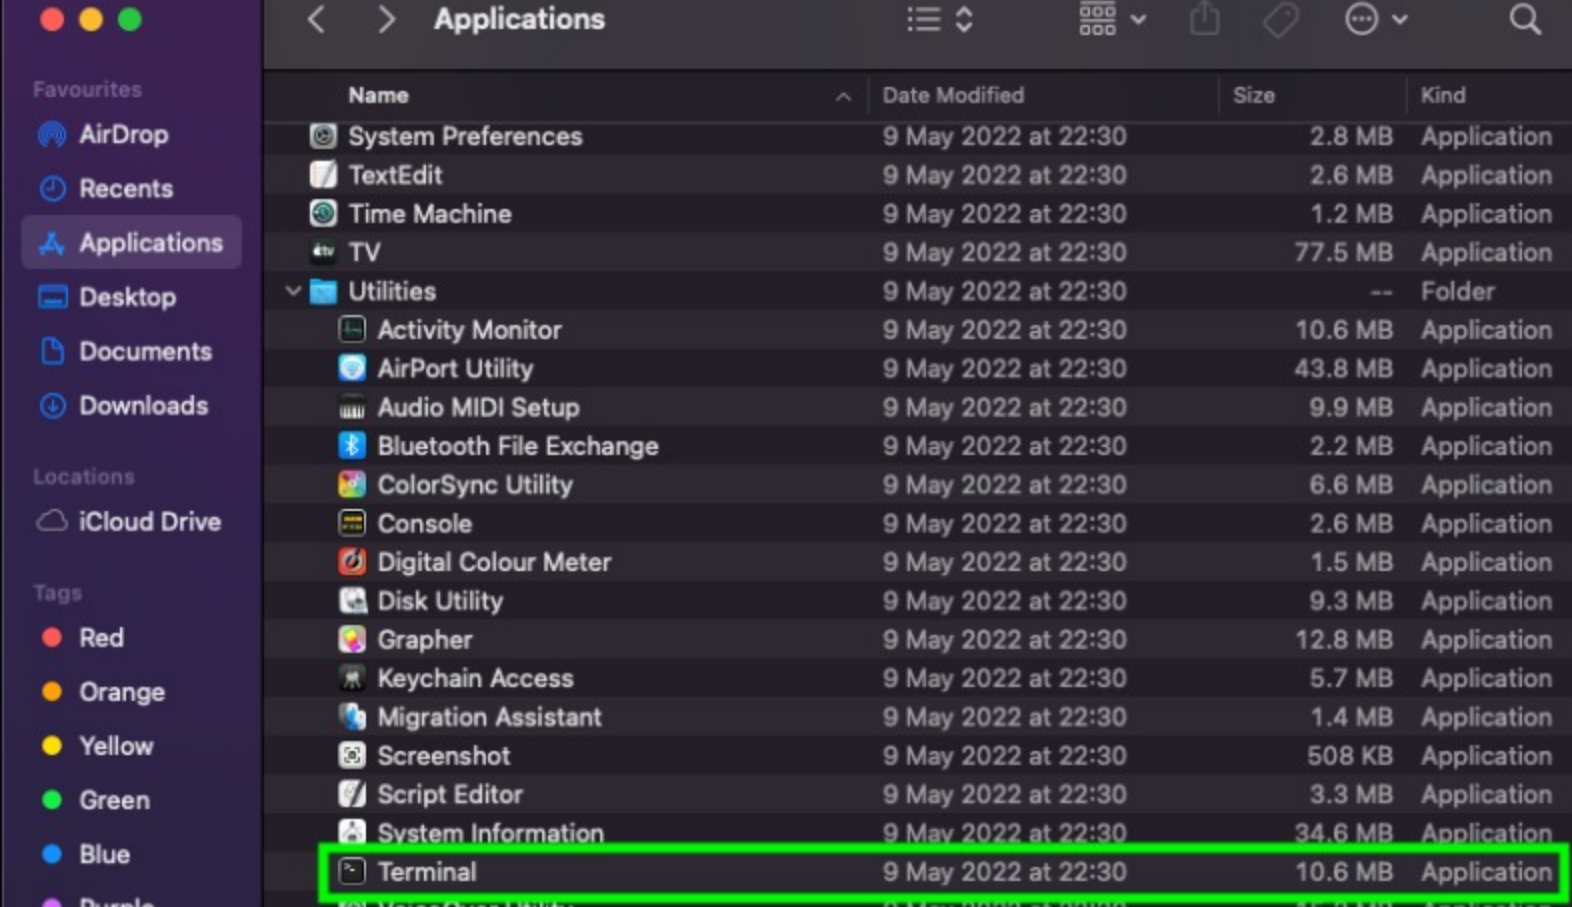 Applications
Favourites
AirDrop
Recents
Applications
Desktop
Documents
Downloads
Locations
iCloud Drive
Tags
Red
Orange
Yellow
Green
Blue
Purple
Name Date Modified Size Kind
System Preferences 9 May 2022 at 22:30 2.8 MB Application
TextEdit 9 May 2022 at 22:30 2.6 MB Application
Time Machine 9 May 2022 at 22:30 1.2 MB Application
tv TV 9 May 2022 at 22:30 77.5 MB Application
Utilities 9 May 2022 at 22:30 -- Folder
Activity Monitor 9 May 2022 at 22:30 10.6 MB Application
AirPort Utility 9 May 2022 at 22:30 43.8 MB Application
Audio MIDI Setup 9 May 2022 at 22:30 9.9 MB Application
Bluetooth File Exchange 9 May 2022 at 22:30 2.2 MB Application
ColorSync Utility 9 May 2022 at 22:30 6.6 MB Application
Console 9 May 2022 at 22:30 2.6 MB Application
Digital Colour Meter 9 May 2022 at 22:30 1.5 MB Application
Disk Utility 9 May 2022 at 22:30 9.3 MB Application
Grapher 9 May 2022 at 22:30 12.8 MB Application
Keychain Access 9 May 2022 at 22:30 5.7 MB Application
Migration Assistant 9 May 2022 at 22:30 1.4 MB Application
Screenshot 9 May 2022 at 22:30 508 KB Application
Script Editor 9 May 2022 at 22:30 3.3 MB Application
System Information 9 May 2022 at 22:30 34.6 MB Application
Terminal 9 May 2022 at 22:30 10.6 MB Application
VoiceOver Utility